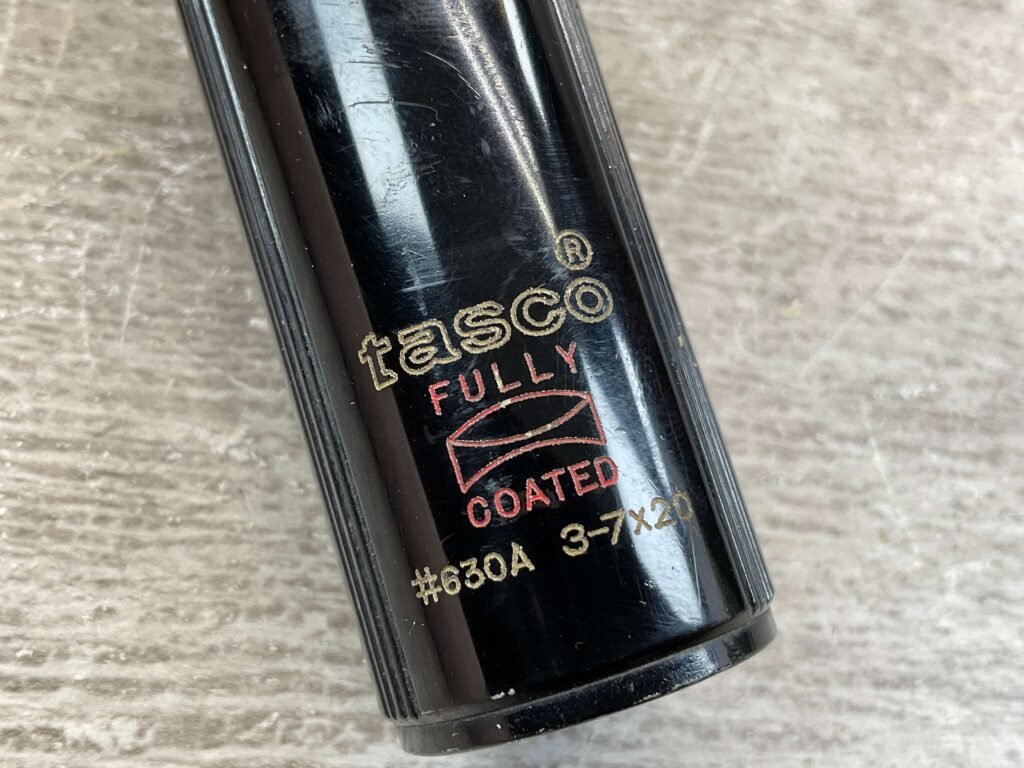 ®
tasco
FULLY
COATED
#630A 3-7x20